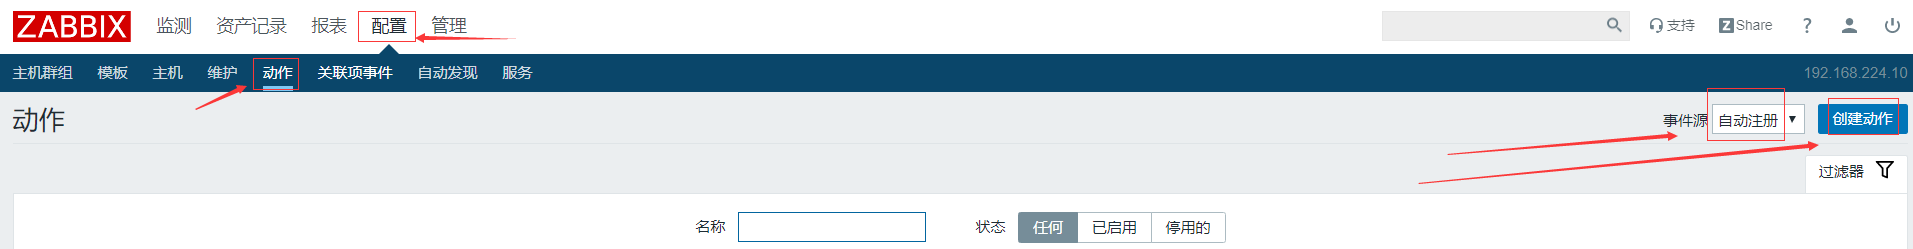 ZABBIX 监测 资产记录 报表 配置 管理 支持 Z Share ?
主机群组 模板 主机 维护 动作 关联项事件 自动发现 服务 192.168.224.10
动作 事件源 自动注册 创建动作
过滤器
名称 状态 任何 已启用 停用的